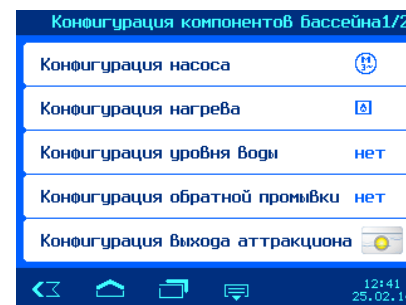 Конфигурация компонентов бассейна1/2
Конфигурация насоса
M
3~
Конфигурация нагрева
Конфигурация уровня воды нет
Конфигурация обратной промывки нет
Конфигурация выхода аттракциона
12:41
25.02.1